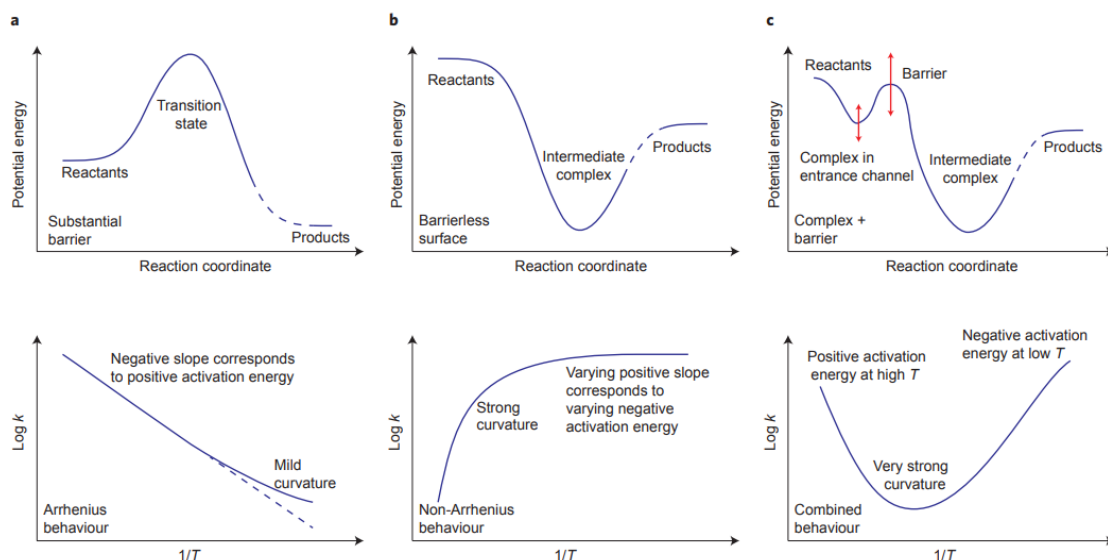 a
Potential energy
Reactants
Transition
state
Substantial
barrier
Products
Reaction coordinate
b
Potential energy
Reactants
Intermediate
complex
Products
Barrierless
surface
Reaction coordinate
c
Potential energy
Reactants
Barrier
Complex in
entrance channel
Intermediate
complex
Products
Complex +
barrier
Reaction coordinate
Log k
Negative slope corresponds
to positive activation energy
Mild
curvature
Arrhenius
behaviour
1/T
Log k
Strong
curvature
Varying positive slope
corresponds to
varying negative
activation energy
Non-Arrhenius
behaviour
1/T
Log k
Positive activation
energy at high T
Negative activation
energy at low T
Very strong
curvature
Combined
behaviour
1/T